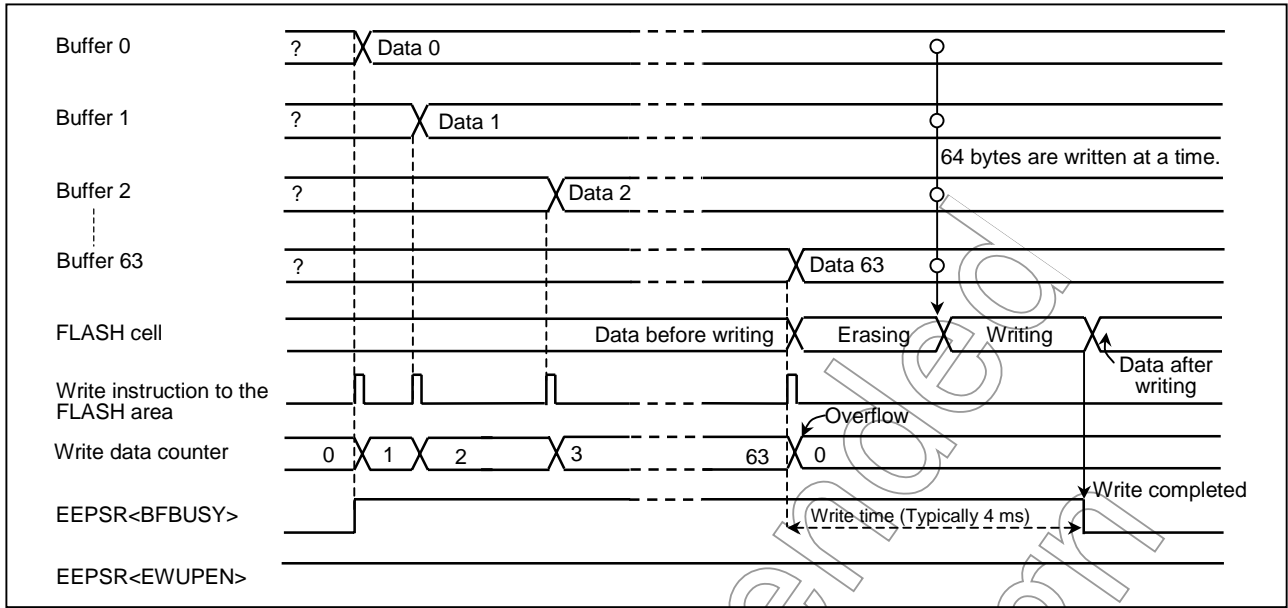 Buffer 0
? Data 0
Buffer 1
? Data 1
64 bytes are written at a time.
Buffer 2
? Data 2
Buffer 63
? Data 63
FLASH cell
Data before writing Erasing Writing
Data after
writing
Write instruction to the
FLASH area
Overflow
Write data counter
0 1 2 3 63 0
Write completed
EEPSR<BFBUSY>
Write time (Typically 4 ms)
EEPSR<EWUPEN>